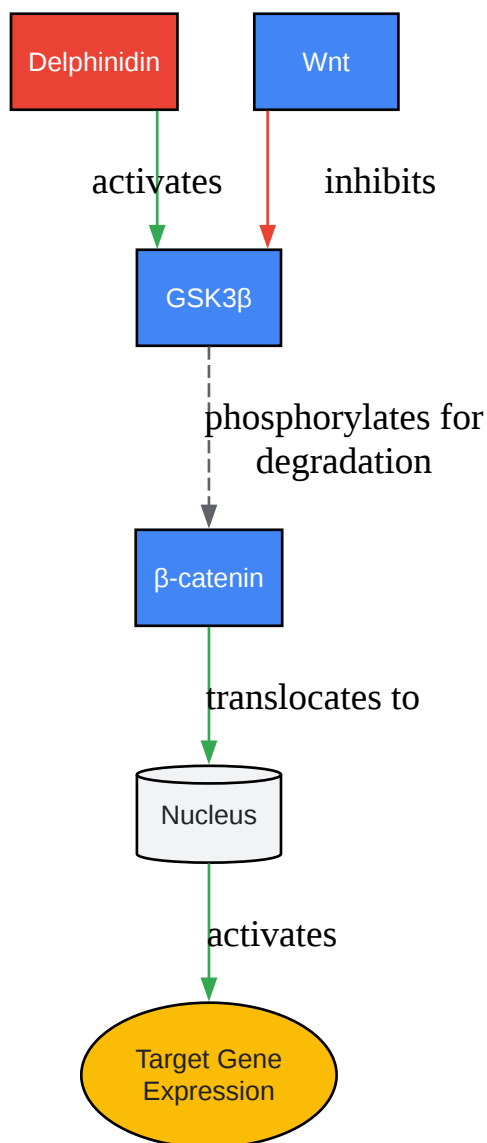 Delphinidin
Wnt
activates
inhibits
GSK3β
phosphorylates for
degradation
β-catenin
translocates to
Nucleus
activates
Target Gene
Expression